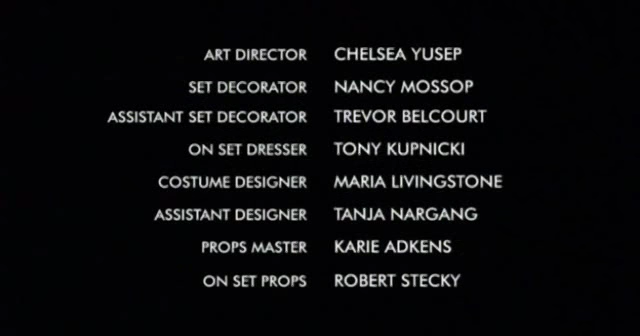 ART DIRECTOR CHELSEA YUSEP
SET DECORATOR NANCY MOSSOP
ASSISTANT SET DECORATOR TREVOR BELCOURT
ON SET DRESSER TONY KUPNICKI
COSTUME DESIGNER MARIA LIVINGSTONE
ASSISTANT DESIGNER TANJA NARGANG
PROPS MASTER KARIE ADKENS
ON SET PROPS ROBERT STECKY